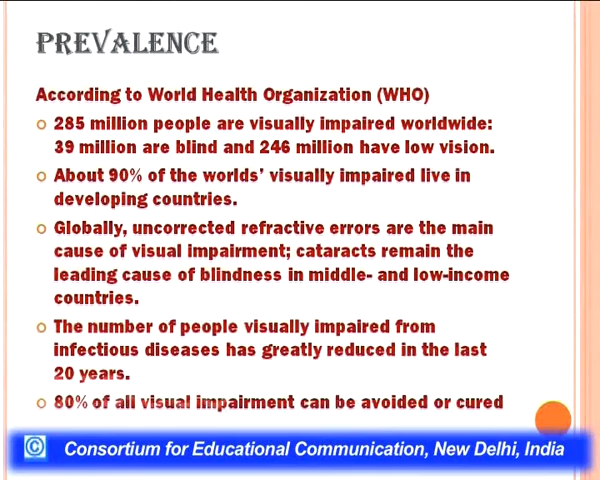 PREVALENCE
According to World Health Organization (WHO)
285 million people are visually impaired worldwide:
39 million are blind and 246 million have low vision.
About 90% of the worlds' visually impaired live in
developing countries.
Globally, uncorrected refractive errors are the main
cause of visual impairment; cataracts remain the
leading cause of blindness in middle- and low-income
countries.
The number of people visually impaired from
infectious diseases has greatly reduced in the last
20 years.
80% of all visual impairment can be avoided or cured
© Consortium for Educational Communication, New Delhi, India